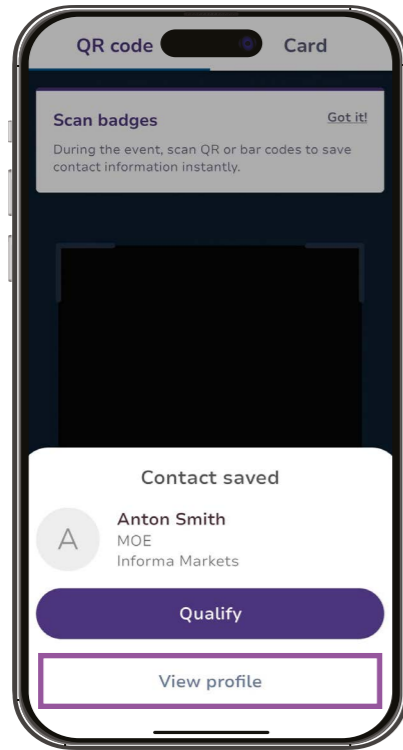 QR code Card
Scan badges Got it!
During the event, scan QR or bar codes to save
contact information instantly.
Contact saved
A
Anton Smith
MOE
Informa Markets
Qualify
View profile